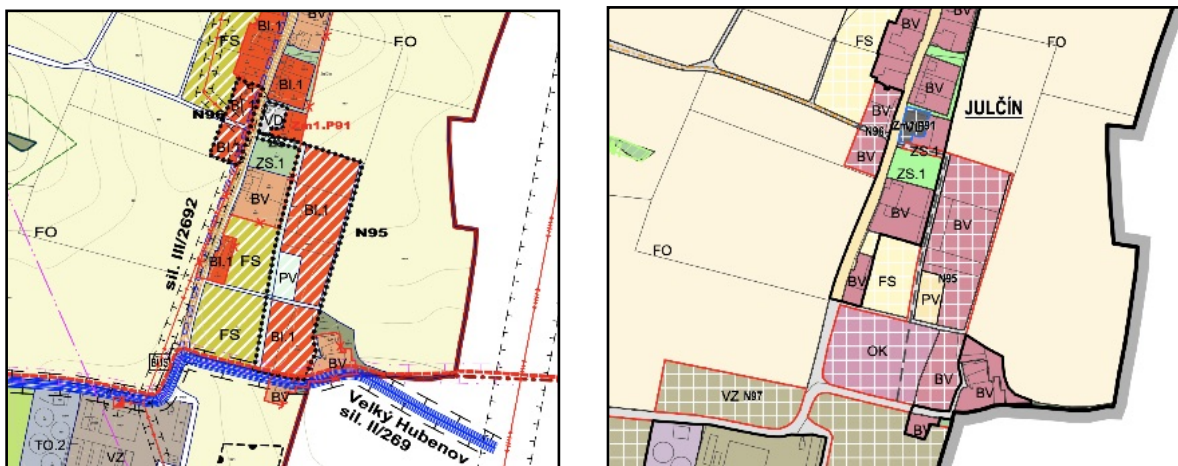 BV
FS
BI.1
FO
BI.1
N96
BI.1
VD
Zm1.P91
BI.1
ZS.1
BV
BI.1
N95
FO
sil. III/2692
BI.1
FS
PV
FS
BI.1
BUS
BV
BV
Velký Hubenov
sil. II/269
TO.2
VZ
BV
FS
BV
FO
BV
JULČÍN
BV
N96
BV
ZS.1
ZS.1
BV
BV
FO
BV
FS
N95
PV
OK
BV
BV
VZ N97
BV